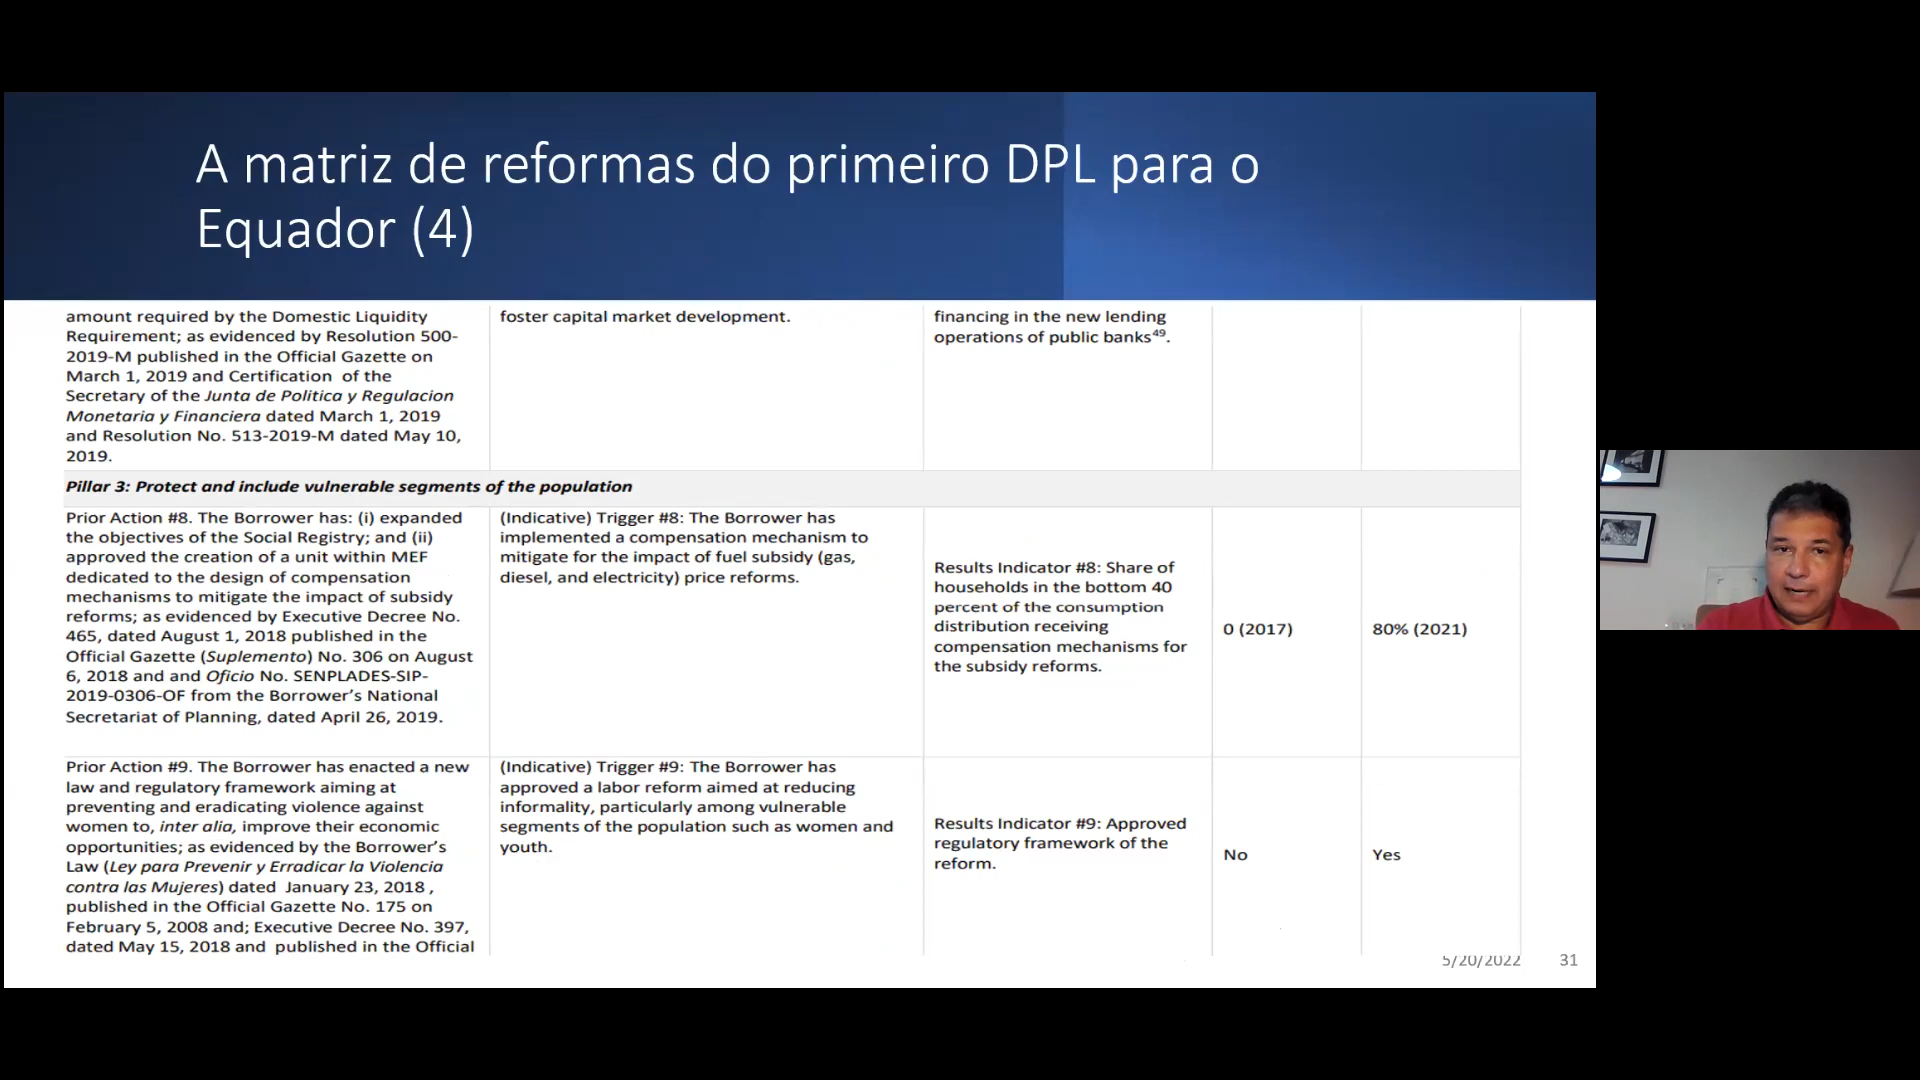 A matriz de reformas do primeiro DPL para o
Equador (4)
amount required by the Domestic Liquidity
Requirement; as evidenced by Resolution 500-
2019-M published in the Official Gazette on
March 1, 2019 and Certification of the
Secretary of the Junta de Politica y Regulacion
Monetaria y Financiera dated March 1, 2019
and Resolution No. 513-2019-M dated May 10,
2019.
foster capital market development.
financing in the new lending
operations of public banks⁴⁹.
Pillar 3: Protect and include vulnerable segments of the population
Prior Action #8. The Borrower has: (i) expanded
the objectives of the Social Registry; and (ii)
approved the creation of a unit within MEF
dedicated to the design of compensation
mechanisms to mitigate the impact of subsidy
reforms; as evidenced by Executive Decree No.
465, dated August 1, 2018 published in the
Official Gazette (Suplemento) No. 306 on August
6, 2018 and and Oficio No. SENPLADES-SIP-
2019-0306-OF from the Borrower’s National
Secretariat of Planning, dated April 26, 2019.
(Indicative) Trigger #8: The Borrower has
implemented a compensation mechanism to
mitigate for the impact of fuel subsidy (gas,
diesel, and electricity) price reforms.
Results Indicator #8: Share of
households in the bottom 40
percent of the consumption
distribution receiving
compensation mechanisms for
the subsidy reforms.
0 (2017)
80% (2021)
Prior Action #9. The Borrower has enacted a new
law and regulatory framework aiming at
preventing and eradicating violence against
women to, inter alia, improve their economic
opportunities; as evidenced by the Borrower’s
Law (Ley para Prevenir y Erradicar la Violencia
contra las Mujeres) dated January 23, 2018 ,
published in the Official Gazette No. 175 on
February 5, 2008 and; Executive Decree No. 397,
dated May 15, 2018 and published in the Official
(Indicative) Trigger #9: The Borrower has
approved a labor reform aimed at reducing
informality, particularly among vulnerable
segments of the population such as women and
youth.
Results Indicator #9: Approved
regulatory framework of the
reform.
No
Yes
5/20/2022
31